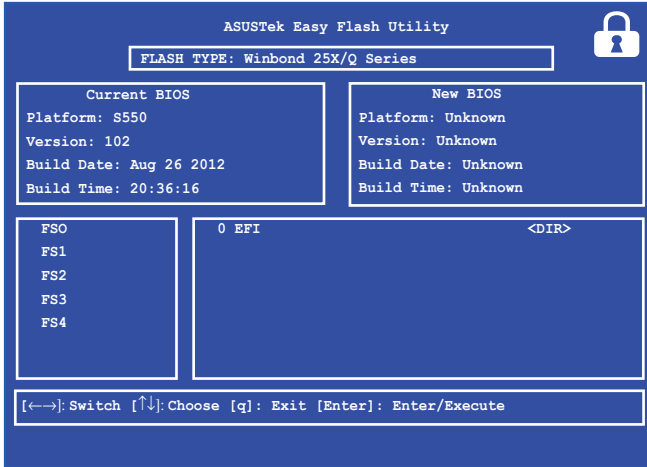 ASUSTek Easy Flash Utility
FLASH TYPE: Winbond 25X/Q Series
Current BIOS
Platform: S550
Version: 102
Build Date: Aug 26 2012
Build Time: 20:36:16
New BIOS
Platform: Unknown
Version: Unknown
Build Date: Unknown
Build Time: Unknown
FSO
FS1
FS2
FS3
FS4
0 EFI <DIR>
[←→]: Switch [↑↓]: Choose [q]: Exit [Enter]: Enter/Execute